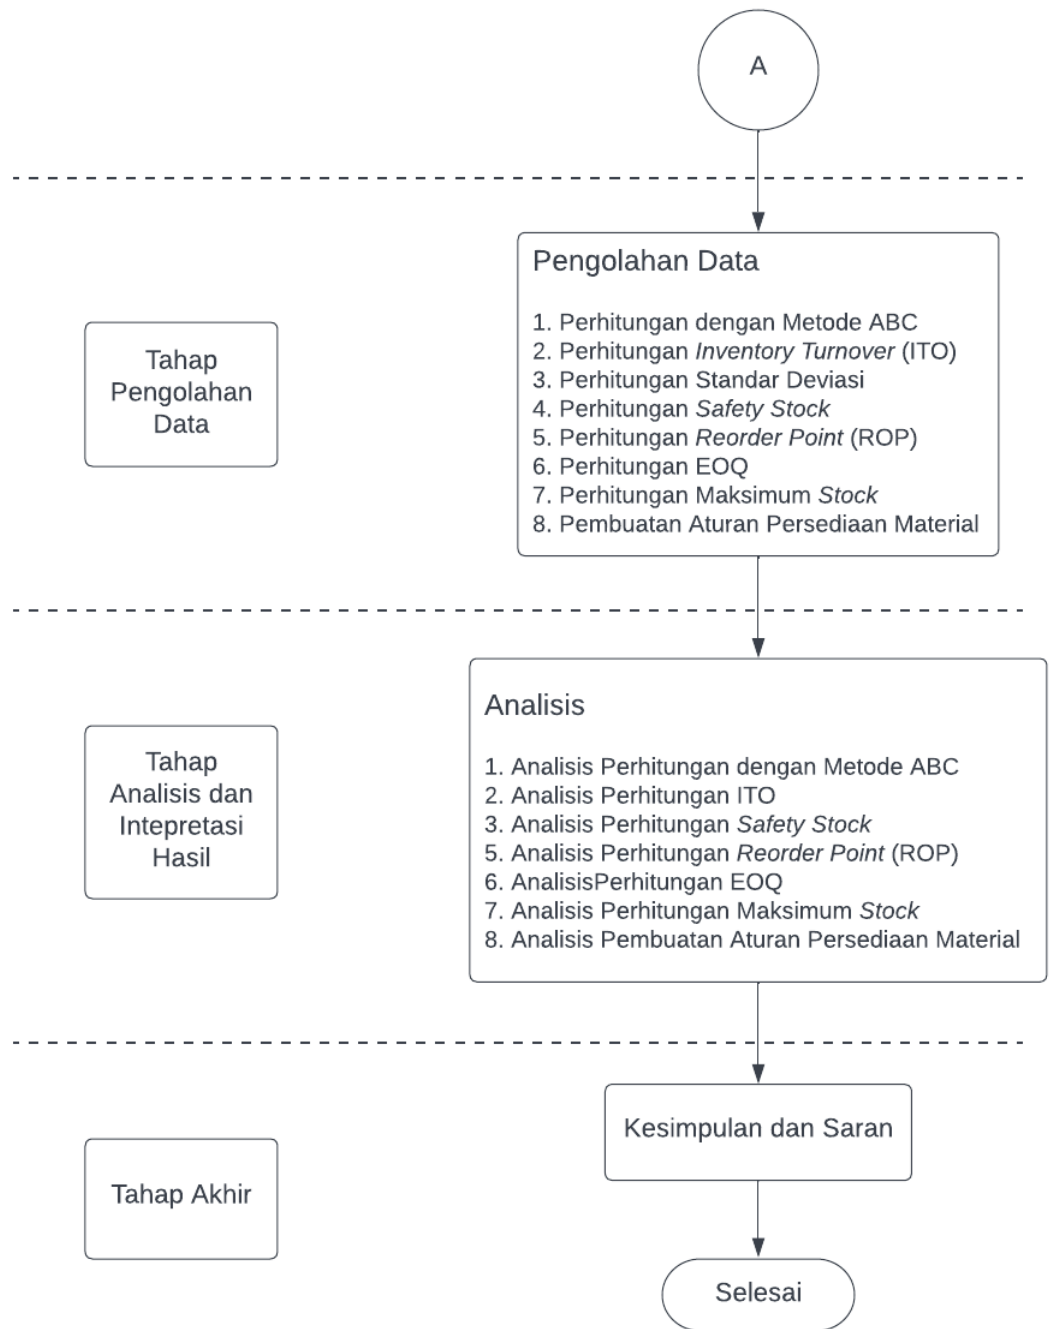 A
Pengolahan Data
1. Perhitungan dengan Metode ABC
2. Perhitungan Inventory Turnover (ITO)
3. Perhitungan Standar Deviasi
4. Perhitungan Safety Stock
5. Perhitungan Reorder Point (ROP)
6. Perhitungan EOQ
7. Perhitungan Maksimum Stock
8. Pembuatan Aturan Persediaan Material
Tahap
Pengolahan
Data
Analisis
1. Analisis Perhitungan dengan Metode ABC
2. Analisis Perhitungan ITO
3. Analisis Perhitungan Safety Stock
5. Analisis Perhitungan Reorder Point (ROP)
6. AnalisisPerhitungan EOQ
7. Analisis Perhitungan Maksimum Stock
8. Analisis Pembuatan Aturan Persediaan Material
Tahap
Analisis dan
Intepretasi
Hasil
Kesimpulan dan Saran
Tahap Akhir
Selesai